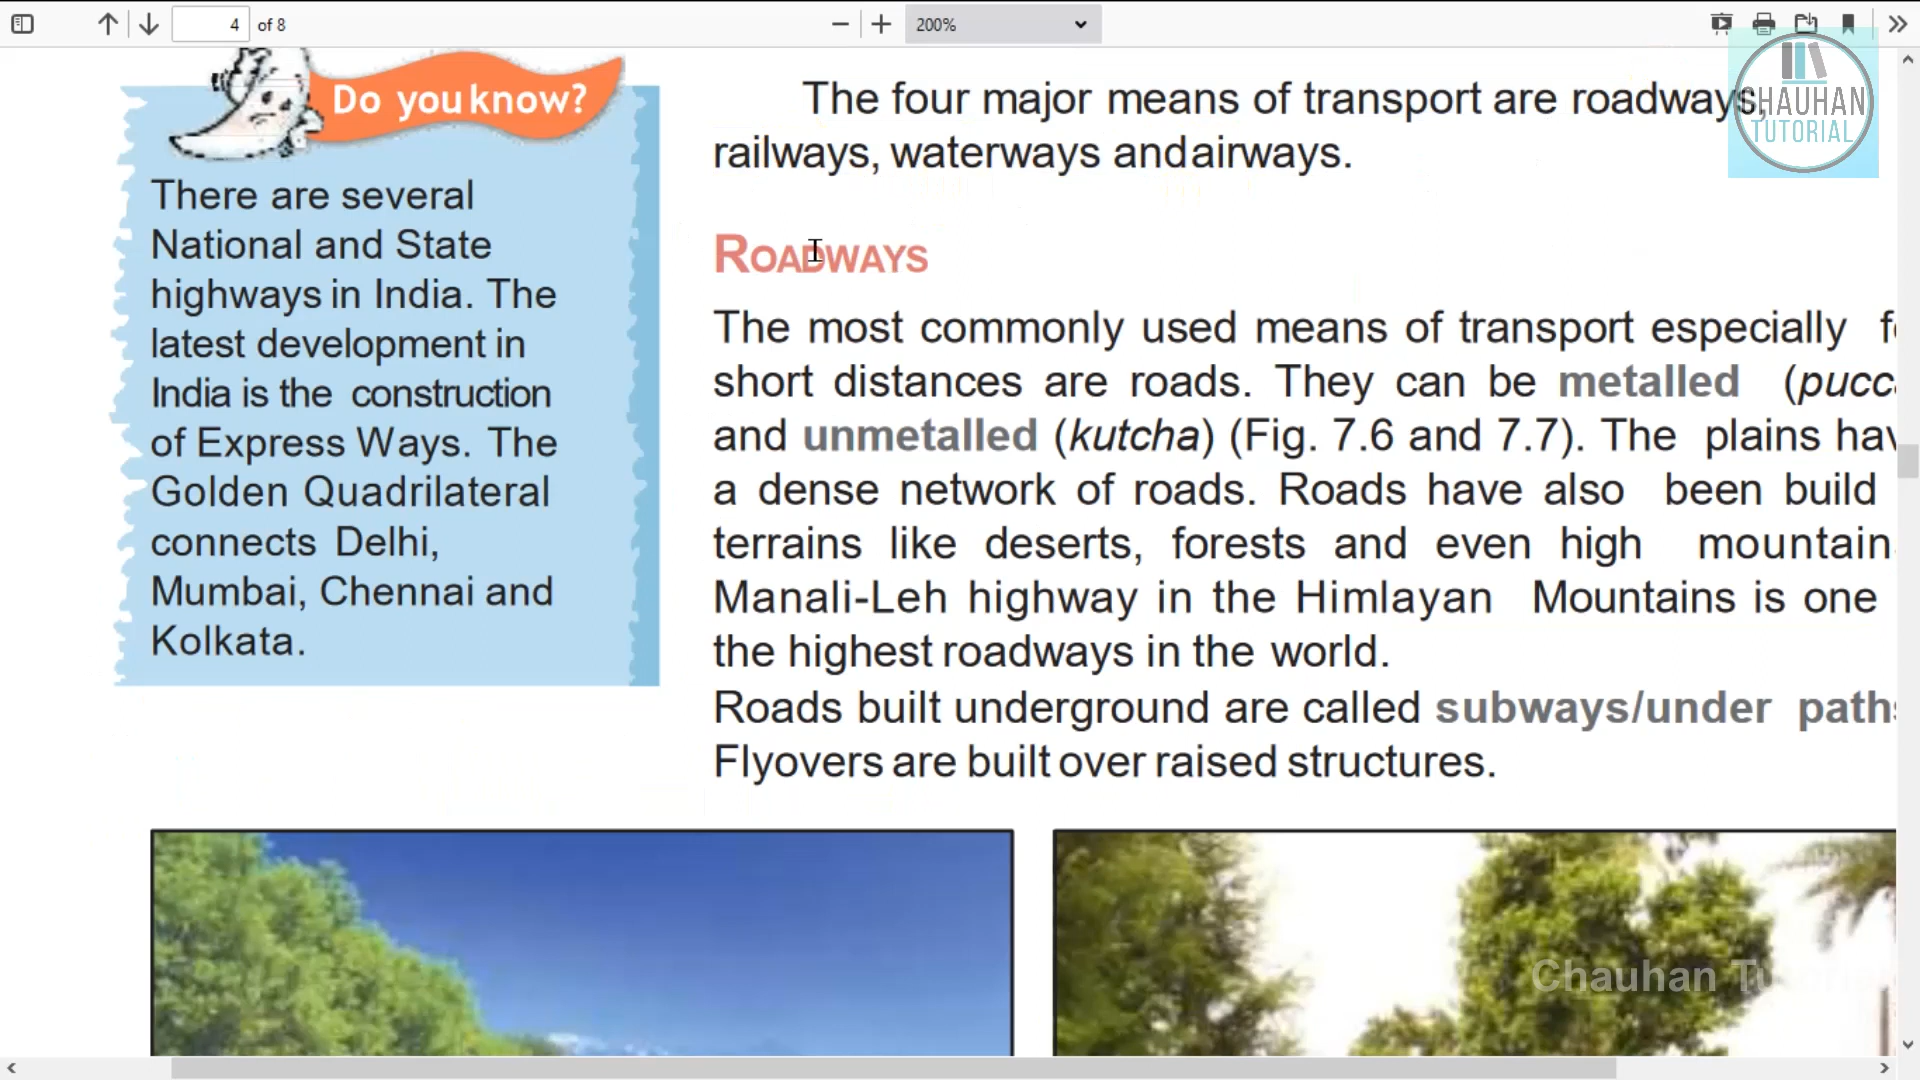 4 of 8
200%
Do you know?
There are several
National and State
highways in India. The
latest development in
India is the construction
of Express Ways. The
Golden Quadrilateral
connects Delhi,
Mumbai, Chennai and
Kolkata.
The four major means of transport are roadways,
railways, waterways and airways.
ROADWAYS
The most commonly used means of transport especially
short distances are roads. They can be metalled
and unmetalled (kutcha) (Fig. 7.6 and 7.7). The plains
a dense network of roads. Roads have also been build
terrains like deserts, forests and even high
Manali-Leh highway in the Himlayan Mountains is one
the highest roadways in the world.
Roads built underground are called subways/under
Flyovers are built over raised structures.
CHAUHAN
TUTORIAL
Chauhan